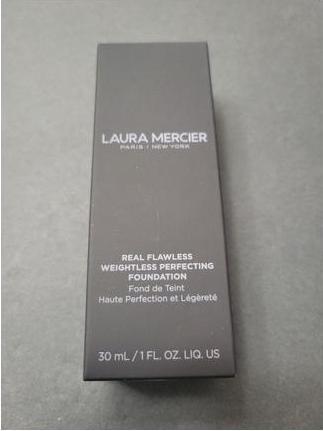 LAURA MERCIER
PARIS / NEW YORK
REAL FLAWLESS
WEIGHTLESS PERFECTING
FOUNDATION
Fond de Teint
Haute Perfection et Légèreté
30 mL / 1 FL. OZ. LIQ. US